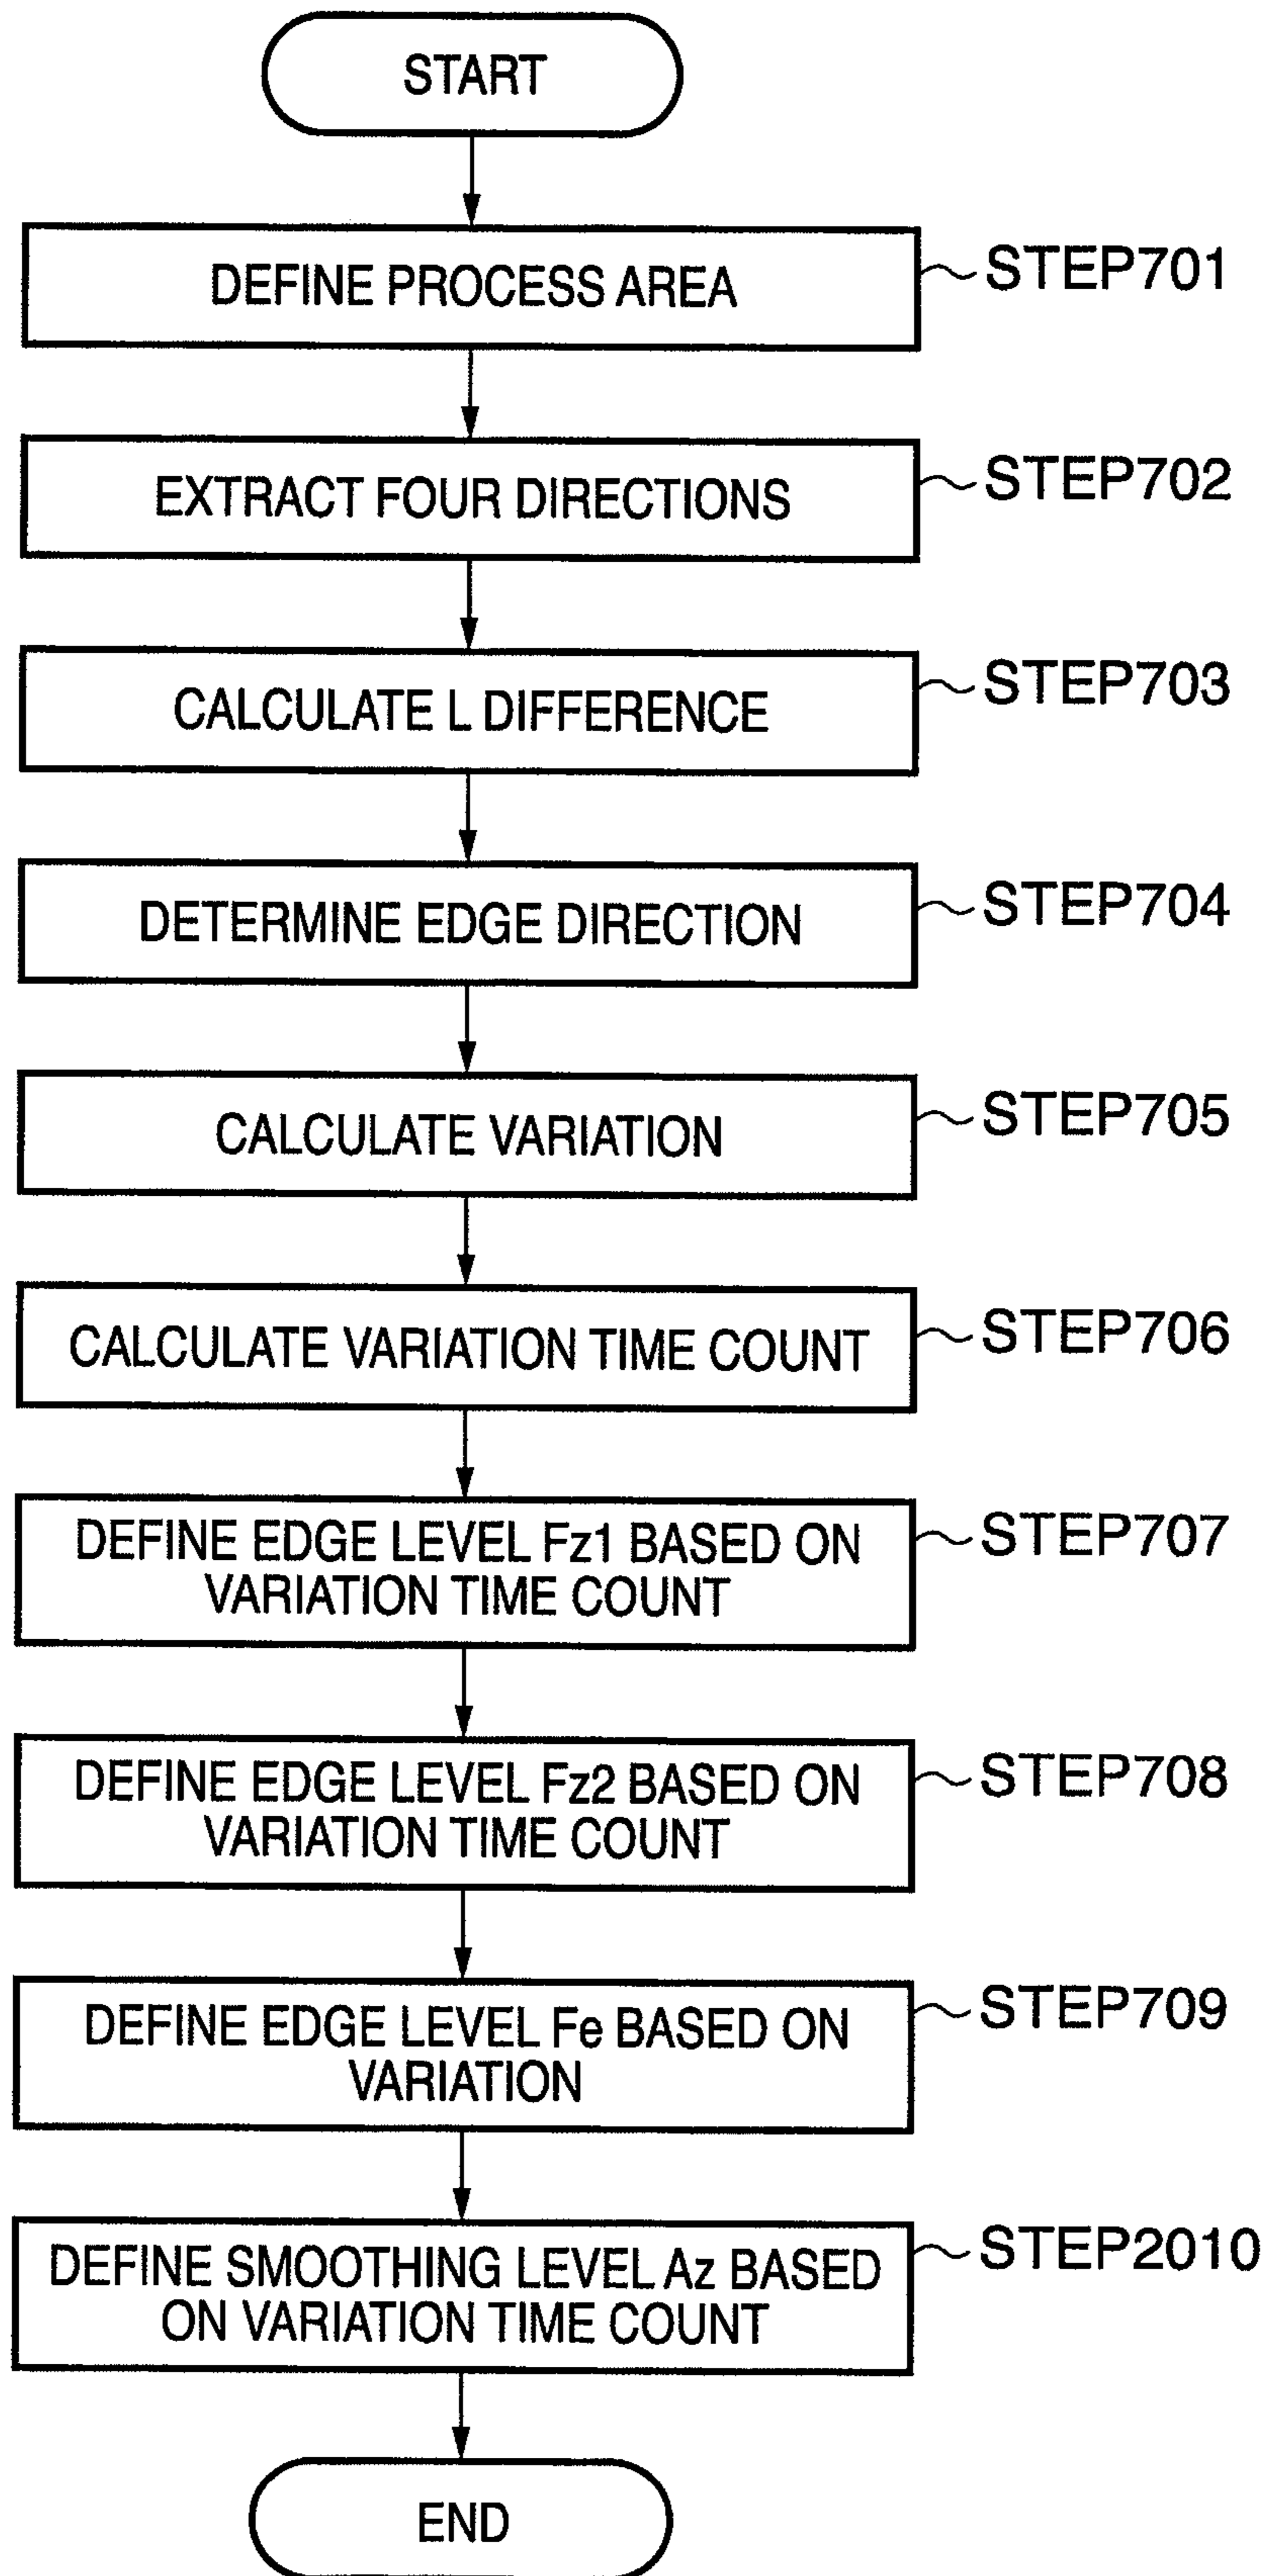 START
DEFINE PROCESS AREA
STEP701
EXTRACT FOUR DIRECTIONS
STEP702
CALCULATE L DIFFERENCE
STEP703
DETERMINE EDGE DIRECTION
STEP704
CALCULATE VARIATION
STEP705
CALCULATE VARIATION TIME COUNT
STEP706
DEFINE EDGE LEVEL Fz1 BASED ON
VARIATION TIME COUNT
STEP707
DEFINE EDGE LEVEL Fz2 BASED ON
VARIATION TIME COUNT
STEP708
DEFINE EDGE LEVEL Fe BASED ON
VARIATION
STEP709
DEFINE SMOOTHING LEVEL Az BASED
ON VARIATION TIME COUNT
STEP2010
END